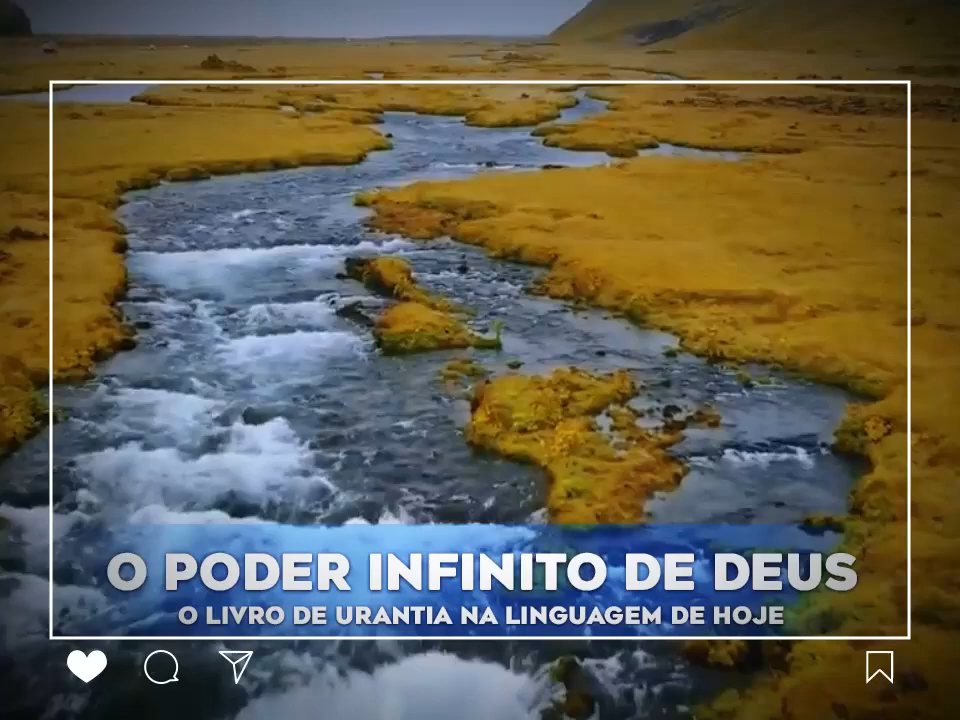 O PODER INFINITO DE DEUS
O LIVRO DE URANTIA NA LINGUAGEM DE HOJE